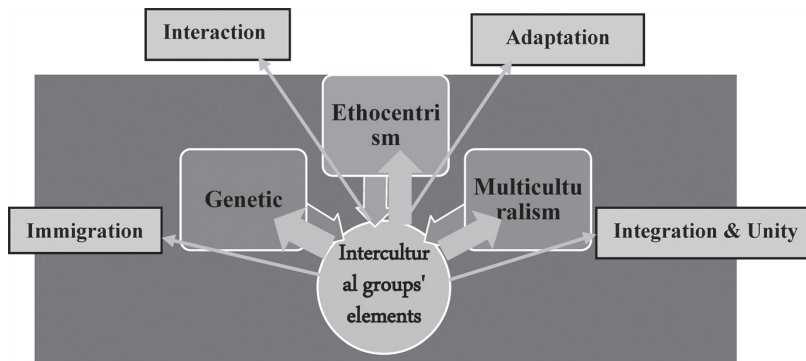 Interaction
Adaptation
Ethocentri
sm
Genetic
Multicultu
ralism
Immigration
Integration & Unity
Intercultur
al groups'
elements